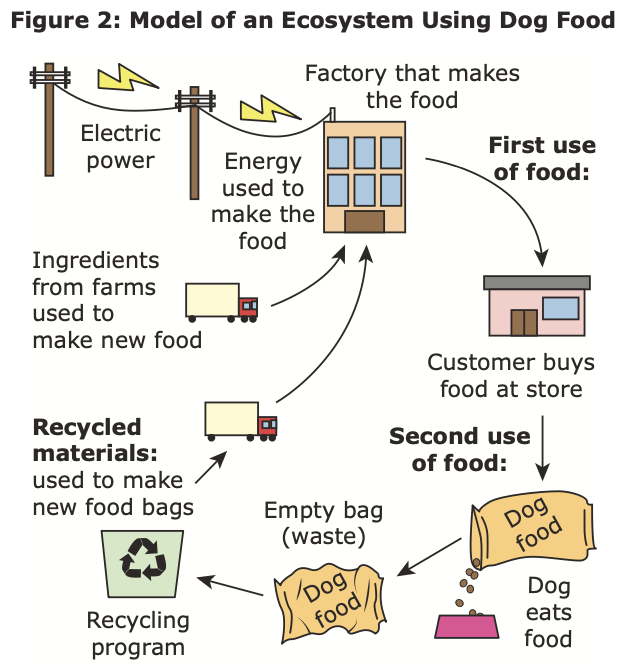 Figure 2: Model of an Ecosystem Using Dog Food
Electric
power
Energy
used to
make the
food
Factory that makes
the food
First use
of food:
Ingredients
from farms
used to
make new food
Customer buys
food at store
Second use
of food:
Dog
food
Dog
eats
food
Empty bag
(waste)
Dog
food
Recycling
program
Recycled
materials:
used to make
new food bags